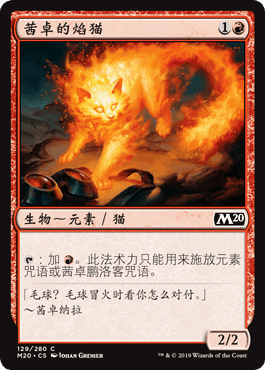 茜卓的焰猫
1
生物～元素／猫
M20
：加。此法术力只能用来施放元素
咒语或茜卓鹏洛客咒语。
「毛球？毛球冒火时看你怎么对付。」
～茜卓纳拉
2/2
129/280 C
M20 • CS JOHAN GRENIER
™ & © 2019 Wizards of the Coast